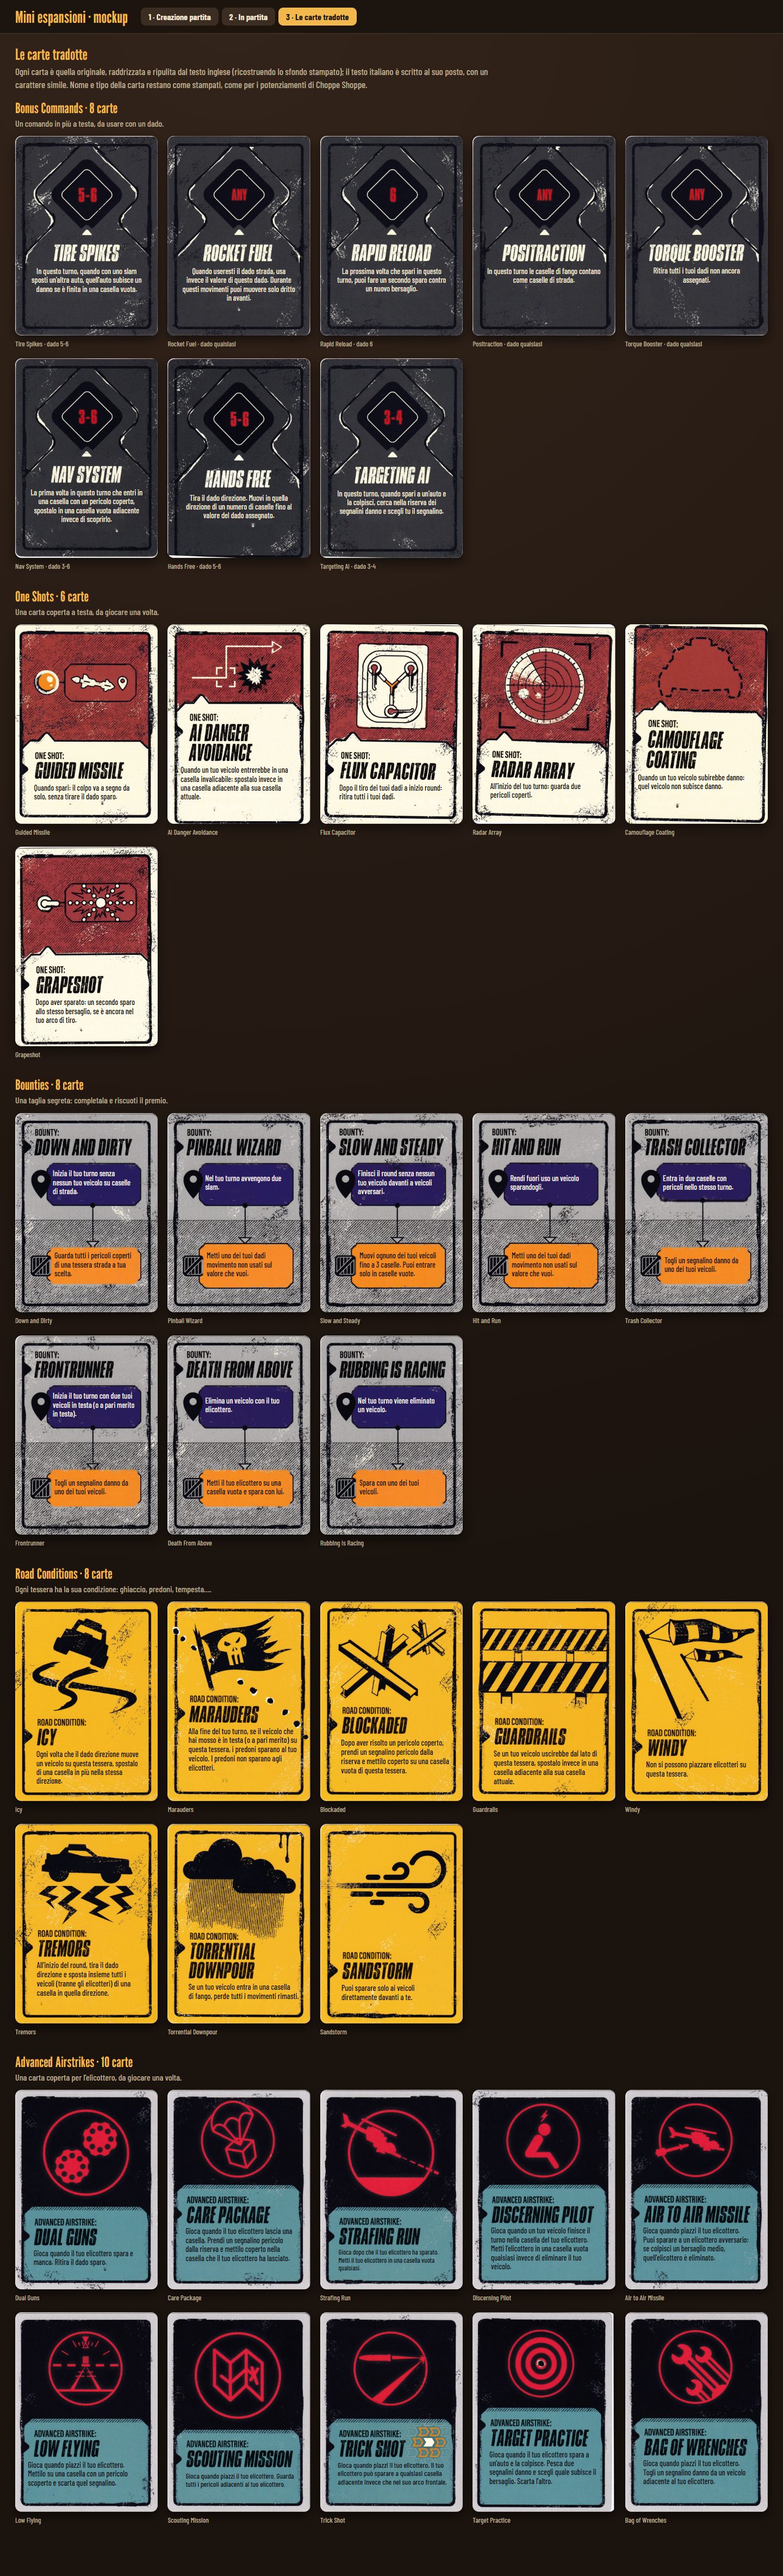 Mini espansioni · mockup
1 · Creazione partita
2 · In partita
3 · Le carte tradotte
Le carte tradotte
Ogni carta è quella originale, raddrizzata e ripulita dal testo inglese (ricostruendo lo sfondo stampato); il testo italiano è scritto al suo posto, con un
carattere simile. Nome e tipo della carta restano come stampati, come per i potenziamenti di Choppe Shoppe.
Bonus Commands · 8 carte
Un comando in più a testa, da usare con un dado.
5-6
TIRE SPIKES
In questo turno, quando con uno slam
sposti un'altra auto, quell'auto subisce un
danno se è finita in una casella vuota.
Tire Spikes · dado 5-6
ANY
ROCKET FUEL
Quando useresti il dado strada, usa
invece il valore di questo dado. Durante
questi movimenti puoi muovere solo dritto
in avanti.
Rocket Fuel · dado qualsiasi
6
RAPID RELOAD
La prossima volta che spari in questo
turno, puoi fare un secondo sparo contro
un nuovo bersaglio.
Rapid Reload · dado 6
ANY
POSITRACTION
In questo turno le caselle di fango contano
come caselle di strada.
Positraction · dado qualsiasi
ANY
TORQUE BOOSTER
Ritira tutti i tuoi dadi non ancora
assegnati.
Torque Booster · dado qualsiasi
3-6
NAV SYSTEM
La prima volta in questo turno che entri in
una casella con un pericolo coperto,
spostalo in una casella vuota adiacente
invece di scoprirlo.
Nav System · dado 3-6
5-6
HANDS FREE
Tira il dado direzione. Muovi in quella
direzione di un numero di caselle fino al
valore del dado assegnato.
Hands Free · dado 5-6
3-4
TARGETING AI
In questo turno, quando spari a un'auto e
la colpisci, cerca nella riserva dei
segnalini danno e scegli tu il segnalino.
Targeting AI · dado 3-4
One Shots · 6 carte
Una carta coperta a testa, da giocare una volta.
ONE SHOT:
GUIDED MISSILE
Quando spari: il colpo va a segno da
solo, senza tirare il dado sparo.
Guided Missile
ONE SHOT:
AI DANGER
AVOIDANCE
Quando un tuo veicolo entrerebbe in una
casella invalicabile: spostalo invece in
una casella adiacente alla sua casella
attuale.
AI Danger Avoidance
ONE SHOT:
FLUX CAPACITOR
Dopo il tiro dei tuoi dadi a inizio round:
ritira tutti i tuoi dadi.
Flux Capacitor
ONE SHOT:
RADAR ARRAY
All'inizio del tuo turno: guarda due
pericoli coperti.
Radar Array
ONE SHOT:
CAMOUFLAGE
COATING
Quando un tuo veicolo subirebbe danno:
quel veicolo non subisce danno.
Camouflage Coating
ONE SHOT:
GRAPESHOT
Dopo aver sparato: un secondo sparo
allo stesso bersaglio, se è ancora nel
tuo arco di tiro.
Grapeshot
Bounties · 8 carte
Una taglia segreta: completala e riscuoti il premio.
BOUNTY:
DOWN AND DIRTY
Inizia il tuo turno senza
nessun tuo veicolo su caselle
di strada.
Guarda tutti i pericoli coperti
di una tessera strada a tua
scelta.
Down and Dirty
BOUNTY:
PINBALL WIZARD
Nel tuo turno avvengono due
slam.
Metti uno dei tuoi dadi
movimento non usati sul
valore che vuoi.
Pinball Wizard
BOUNTY:
SLOW AND STEADY
Finisci il round senza nessun
tuo veicolo davanti a veicoli
avversari.
Muovi ognuno dei tuoi veicoli
fino a 3 caselle. Puoi entrare
solo in caselle vuote.
Slow and Steady
BOUNTY:
HIT AND RUN
Rendi fuori uso un veicolo
sparandogli.
Metti uno dei tuoi dadi
movimento non usati sul
valore che vuoi.
Hit and Run
BOUNTY:
TRASH COLLECTOR
Entra in due caselle con
pericoli nello stesso turno.
Togli un segnalino danno da
uno dei tuoi veicoli.
Trash Collector
BOUNTY:
FRONTRUNNER
Inizia il tuo turno con due tuoi
veicoli in testa (o a pari merito
in testa).
Togli un segnalino danno da
uno dei tuoi veicoli.
Frontrunner
BOUNTY:
DEATH FROM ABOVE
Elimina un veicolo con il tuo
elicottero.
Metti il tuo elicottero su una
casella vuota e spara con lui.
Death From Above
BOUNTY:
RUBBING IS RACING
Nel tuo turno viene eliminato
un veicolo.
Spara con uno dei tuoi
veicoli.
Rubbing Is Racing
Road Conditions · 8 carte
Ogni tessera ha la sua condizione: ghiaccio, predoni, tempesta....
ROAD CONDITION:
ICY
Ogni volta che il dado direzione muove
un veicolo su questa tessera, spostalo
di una casella in più nella stessa
direzione.
Icy
ROAD CONDITION:
MARAUDERS
Alla fine del tuo turno, se il veicolo che
hai mosso è in testa (o a pari merito) su
questa tessera, i predoni sparano al tuo
veicolo. I predoni non sparano agli
elicotteri.
Marauders
ROAD CONDITION:
BLOCKADED
Dopo aver risolto un pericolo coperto,
prendi un segnalino pericolo dalla
riserva e mettilo coperto su una casella
vuota di questa tessera.
Blockaded
ROAD CONDITION:
GUARDRAILS
Se un tuo veicolo uscirebbe dal lato di
questa tessera, spostalo invece in una
casella adiacente alla sua casella
attuale.
Guardrails
ROAD CONDITION:
WINDY
Non si possono piazzare elicotteri su
questa tessera.
Windy
ROAD CONDITION:
TREMORS
All'inizio del round, tira il dado
direzione e sposta insieme tutti i
veicoli (tranne gli elicotteri) di una
casella in quella direzione.
Tremors
ROAD CONDITION:
TORRENTIAL
DOWNPOUR
Se un tuo veicolo entra in una casella
di fango, perde tutti i movimenti rimasti.
Torrential Downpour
ROAD CONDITION:
SANDSTORM
Puoi sparare solo ai veicoli
direttamente davanti a te.
Sandstorm
Advanced Airstrikes · 10 carte
Una carta coperta per l'elicottero, da giocare una volta.
ADVANCED AIRSTRIKE:
DUAL GUNS
Gioca quando il tuo elicottero spara e
manca. Ritira il dado sparo.
Dual Guns
ADVANCED AIRSTRIKE:
CARE PACKAGE
Gioca quando il tuo elicottero lascia una
casella. Prendi un segnalino pericolo
dalla riserva e mettilo coperto nella
casella che il tuo elicottero ha lasciato.
Care Package
ADVANCED AIRSTRIKE:
STRAFING RUN
Gioca dopo che il tuo elicottero ha sparato.
Metti il tuo elicottero in una casella vuota
qualsiasi.
Strafing Run
ADVANCED AIRSTRIKE:
DISCERNING PILOT
Gioca quando un tuo veicolo finisce il
turno nella casella del tuo elicottero.
Metti l'elicottero in una casella vuota
qualsiasi invece di eliminare il tuo
veicolo.
Discerning Pilot
ADVANCED AIRSTRIKE:
AIR TO AIR MISSILE
Gioca quando piazzi il tuo elicottero.
Puoi sparare a un elicottero avversario:
se colpisci un bersaglio medio,
quell'elicottero è eliminato.
Air to Air Missile
ADVANCED AIRSTRIKE:
LOW FLYING
Gioca quando piazzi il tuo elicottero.
Mettilo su una casella con un pericolo
scoperto e scarta quel segnalino.
Low Flying
ADVANCED AIRSTRIKE:
SCOUTING MISSION
Gioca quando piazzi il tuo elicottero. Guarda
tutti i pericoli adiacenti al tuo elicottero.
Scouting Mission
ADVANCED AIRSTRIKE:
TRICK SHOT
Gioca quando piazzi il tuo elicottero. Il tuo
elicottero può sparare a qualsiasi casella
adiacente invece che nel suo arco frontale.
Trick Shot
ADVANCED AIRSTRIKE:
TARGET PRACTICE
Gioca quando il tuo elicottero spara a
un'auto e la colpisce. Pesca due
segnalini danno e scegli quale subisce il
bersaglio. Scarta l'altro.
Target Practice
ADVANCED AIRSTRIKE:
BAG OF WRENCHES
Gioca quando piazzi il tuo elicottero.
Togli un segnalino danno da un veicolo
adiacente al tuo elicottero.
Bag of Wrenches